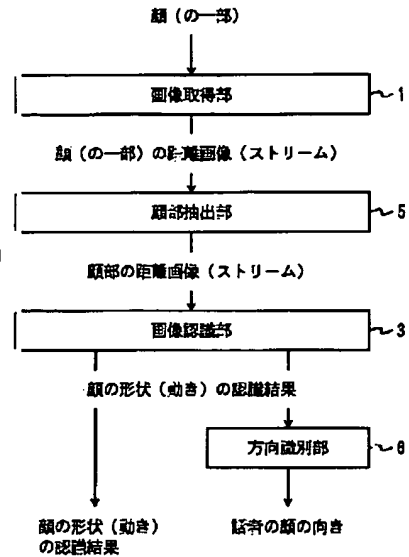 顔（の一部）
画像取得部
1
顔（の一部）の距離画像（ストリーム）
顔部抽出部
5
顔部の距離画像（ストリーム）
画像認識部
3
顔の形状（動き）の認識結果
方向識別部
6
顔の形状（動き）
の認識結果
話者の顔の向き